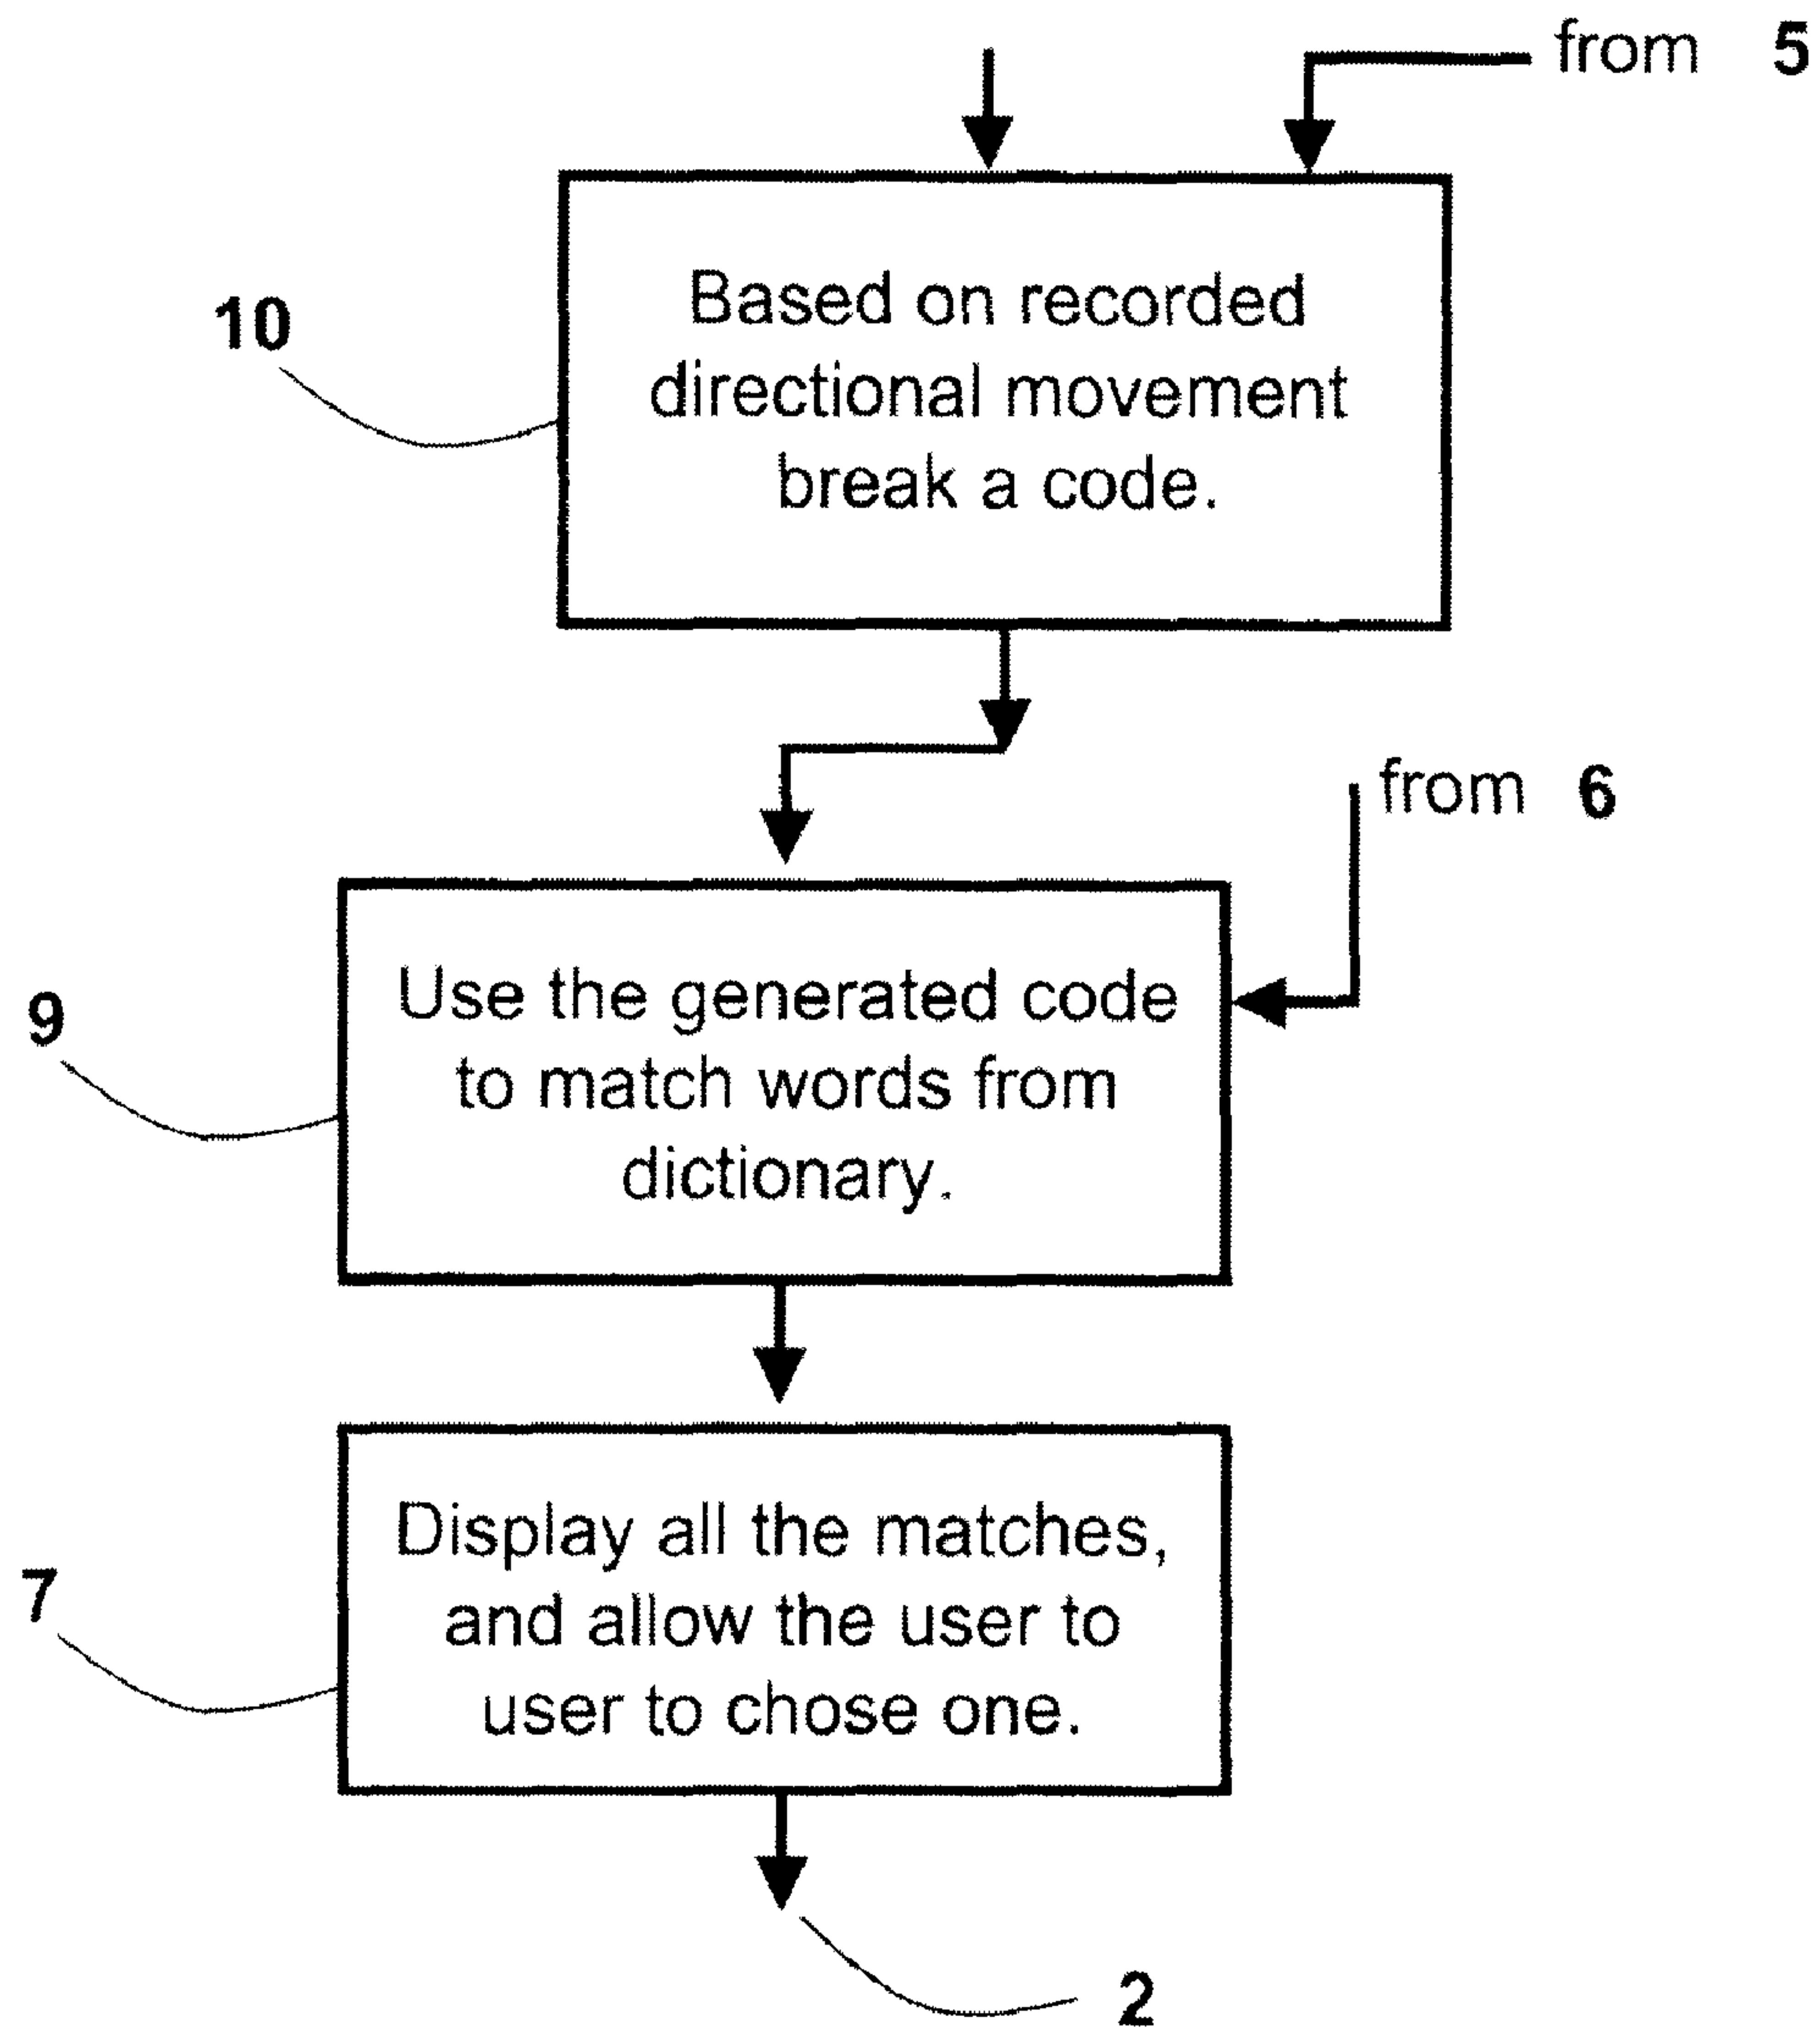 from 5
10
Based on recorded
directional movement
break a code.
from 6
9
Use the generated code
to match words from
dictionary.
7
Display all the matches,
and allow the user to
user to chose one.
2